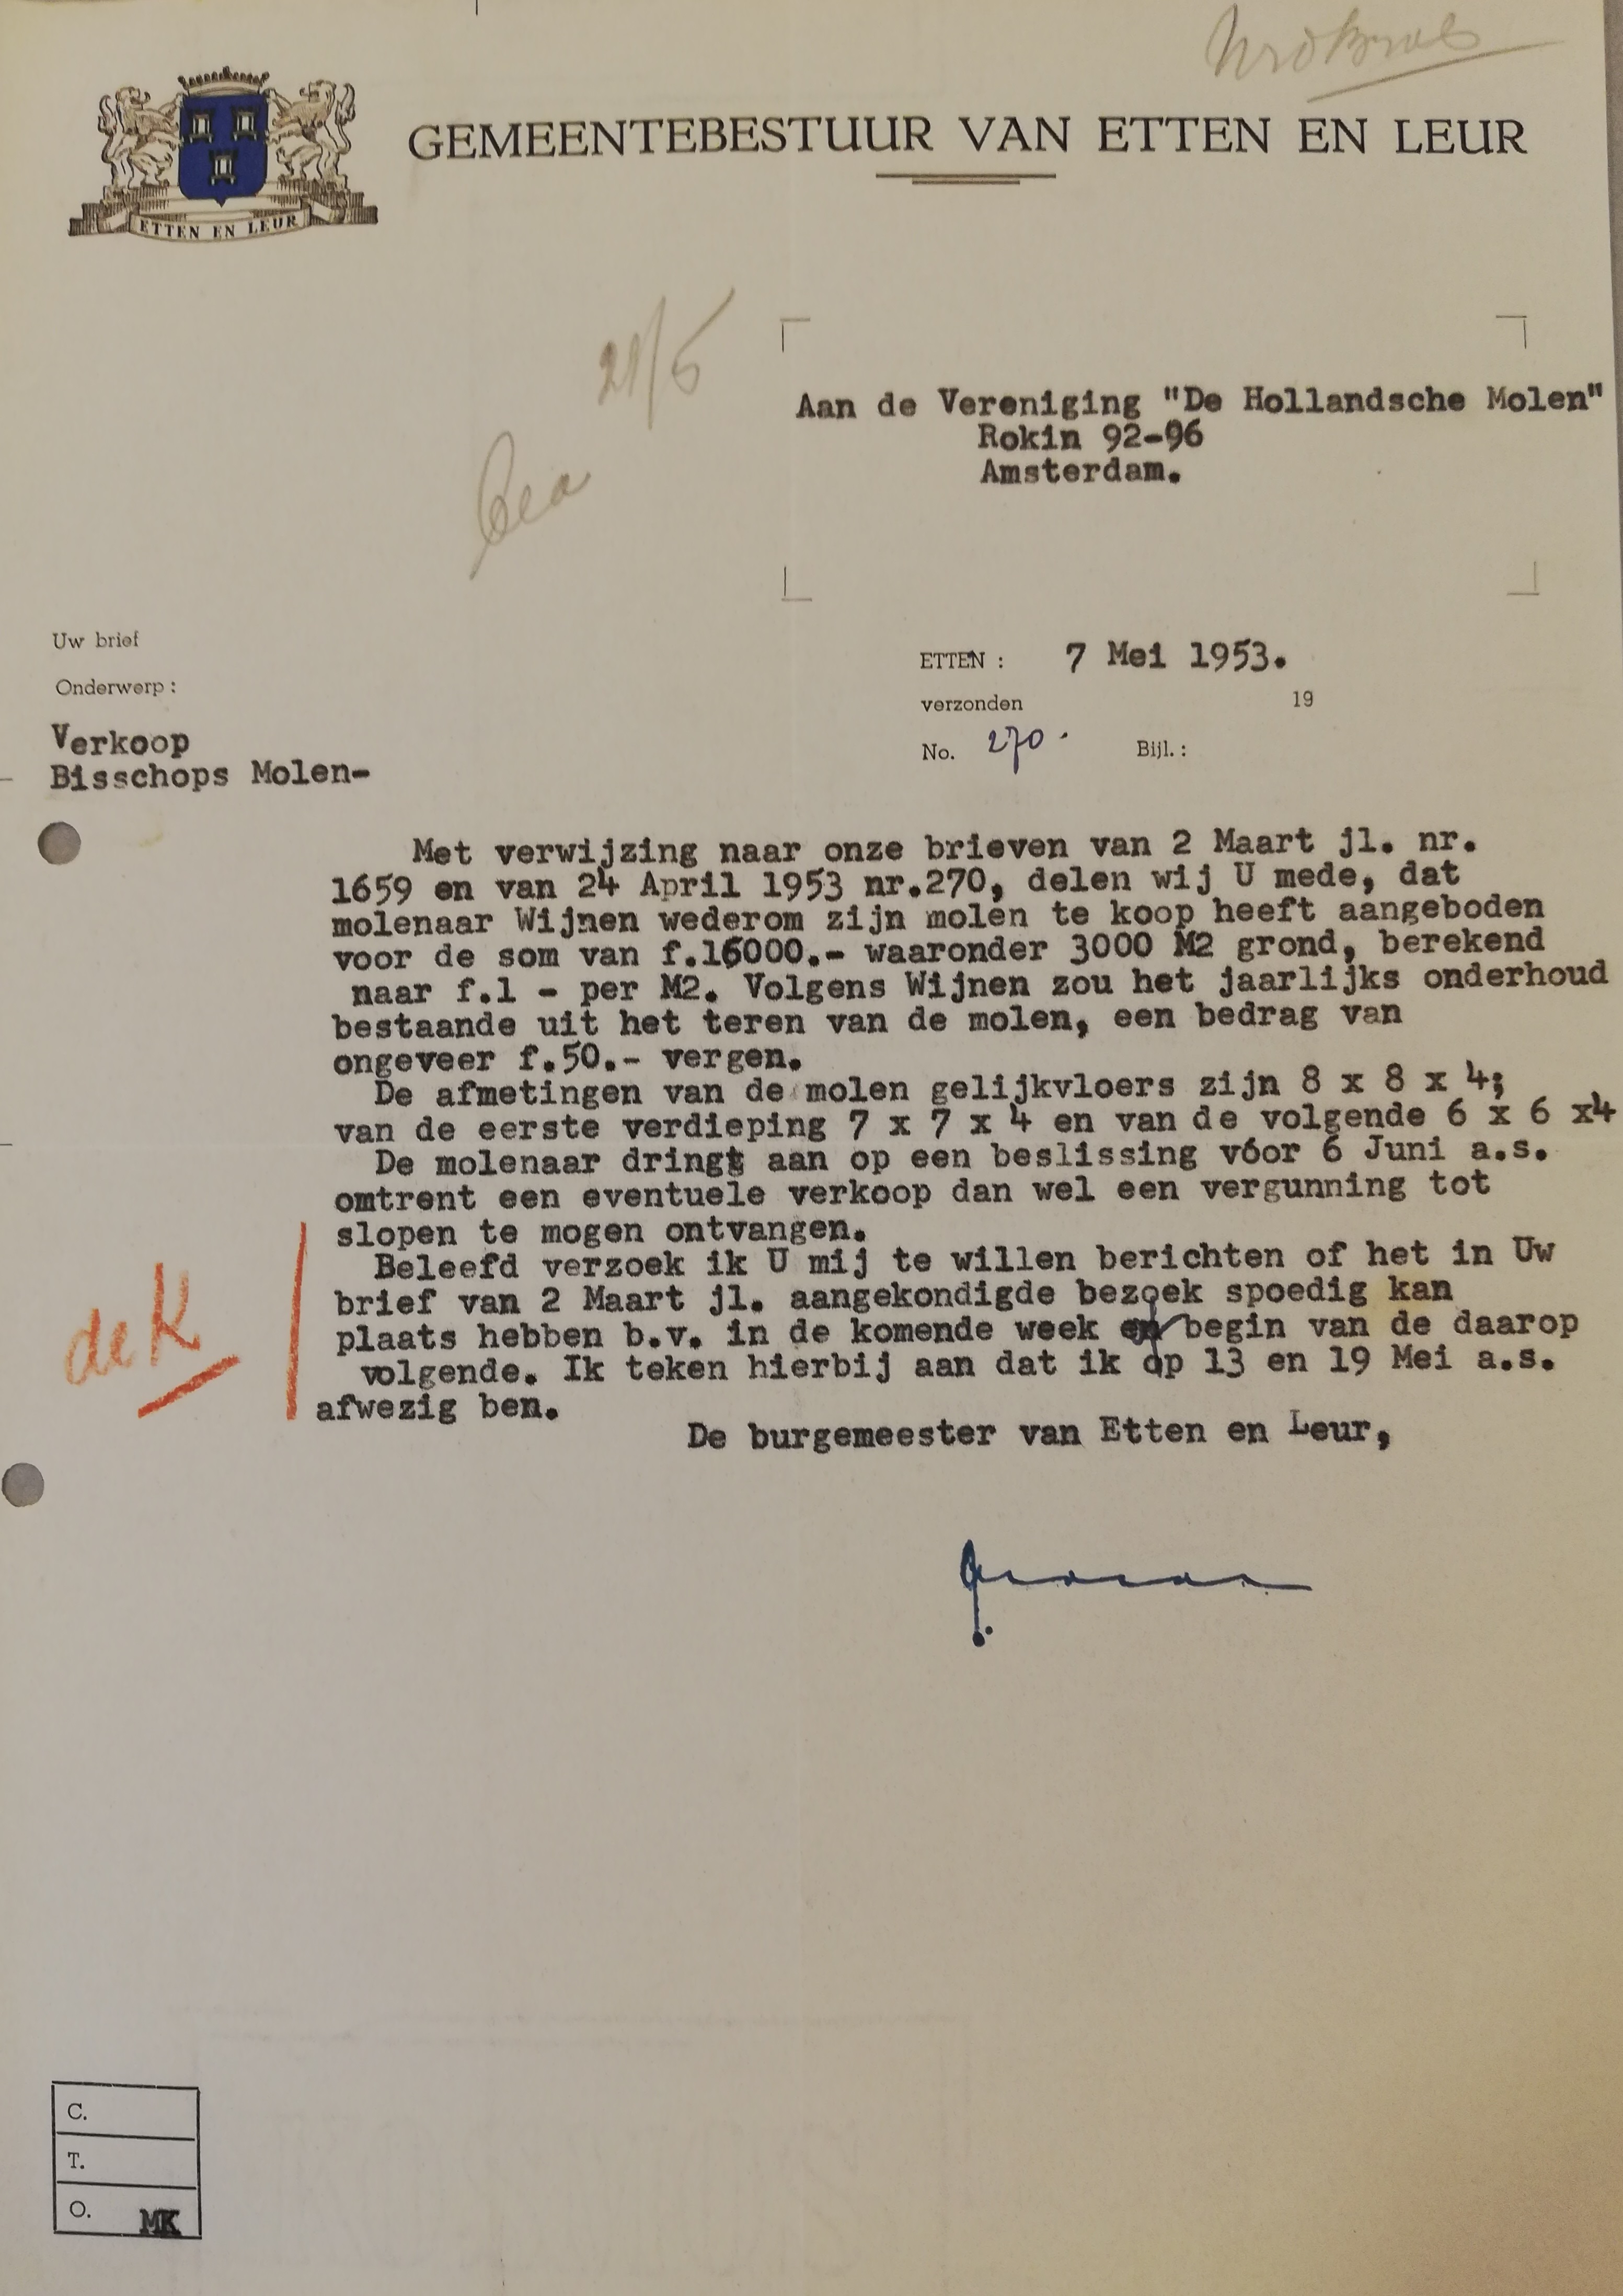 GEMEENTEBESTUUR VAN ETTEN EN LEUR
ETTEN EN LEUR
21/5
Aan de Vereniging "De Hollandsche Molen"
Rokin 92-96
Amsterdam.
Uw brief
Onderwerp:
Verkoop
Bisschops Molen-
ETTEN: 7 Mei 1953.
verzonden 19
No. 270. Bijl.:
Met verwijzing naar onze brieven van 2 Maart jl. nr.
1659 en van 24 April 1953 nr.270, delen wij U mede, dat
molenaar Wijnen wederom zijn molen te koop heeft aangeboden
voor de som van f.16000.- waaronder 3000 M2 grond, berekend
naar f.1 - per M2. Volgens Wijnen zou het jaarlijks onderhoud
bestaande uit het teren van de molen, een bedrag van
ongeveer f.50.- vergen.
De afmetingen van de molen gelijkvloers zijn 8 x 8 x 4;
van de eerste verdieping 7 x 7 x 4 en van de volgende 6 x 6 x4
De molenaar dringt aan op een beslissing vóor 6 Juni a.s.
omtrent een eventuele verkoop dan wel een vergunning tot
slopen te mogen ontvangen.
Beleefd verzoek ik U mij te willen berichten of het in Uw
brief van 2 Maart jl. aangekondigde bezoek spoedig kan
plaats hebben b.v. in de komende week begin van de daarop
volgende. Ik teken hierbij aan dat ik op 13 en 19 Mei a.s.
afwezig ben.
deK
De burgemeester van Etten en Leur,
C.
T.
O. MK